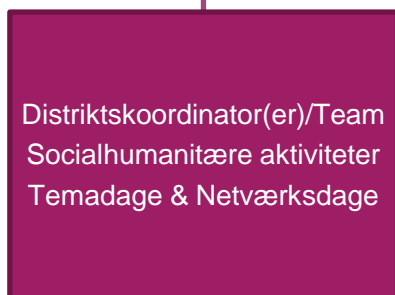 Distriktskoordinator(er)/Team
Socialhumanitære aktiviteter
Temadage & Netværksdage